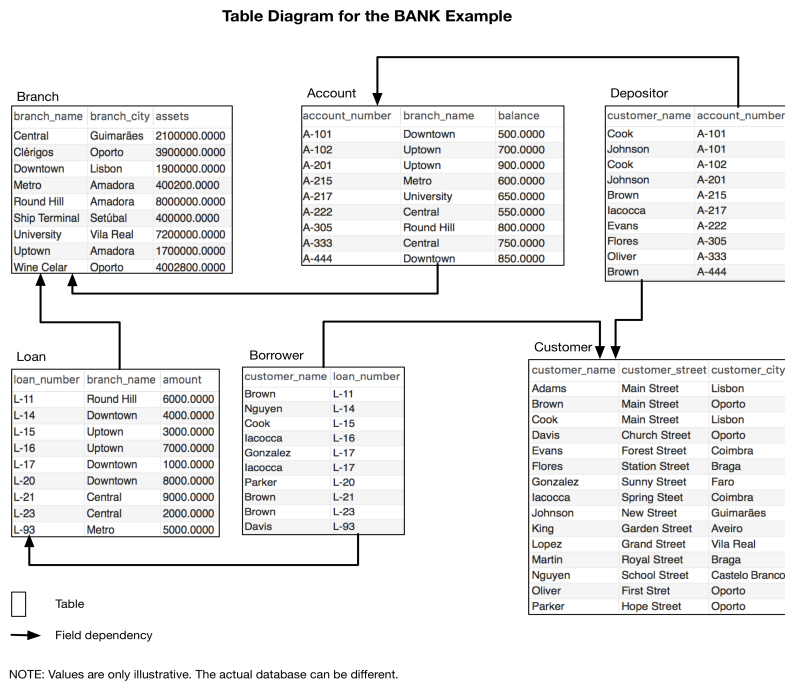 Table Diagram for the BANK Example
Branch
branch_name branch_city assets
Central Guimarães 2100000.0000
Clérigos Oporto 3900000.0000
Downtown Lisbon 1900000.0000
Metro Amadora 400200.0000
Round Hill Amadora 8000000.0000
Ship Terminal Setúbal 400000.0000
University Vila Real 7200000.0000
Uptown Amadora 1700000.0000
Wine Celar Oporto 4002800.0000
Account
account_number branch_name balance
A-101 Downtown 500.0000
A-102 Uptown 700.0000
A-201 Uptown 900.0000
A-215 Metro 600.0000
A-217 University 650.0000
A-222 Central 550.0000
A-305 Round Hill 800.0000
A-333 Central 750.0000
A-444 Downtown 850.0000
Depositor
customer_name account_number
Cook A-101
Johnson A-101
Cook A-102
Johnson A-201
Brown A-215
Iacocca A-217
Evans A-222
Flores A-305
Oliver A-333
Brown A-444
Loan
loan_number branch_name amount
L-11 Round Hill 6000.0000
L-14 Downtown 4000.0000
L-15 Uptown 3000.0000
L-16 Uptown 7000.0000
L-17 Downtown 1000.0000
L-20 Downtown 8000.0000
L-21 Central 9000.0000
L-23 Central 2000.0000
L-93 Metro 5000.0000
Borrower
customer_name loan_number
Brown L-11
Nguyen L-14
Cook L-15
Iacocca L-16
Gonzalez L-17
Iacocca L-17
Parker L-20
Brown L-21
Brown L-23
Davis L-93
Customer
customer_name customer_street customer_city
Adams Main Street Lisbon
Brown Main Street Oporto
Cook Main Street Lisbon
Davis Church Street Oporto
Evans Forest Street Coimbra
Flores Station Street Braga
Gonzalez Sunny Street Faro
Iacocca Spring Steet Coimbra
Johnson New Street Guimarães
King Garden Street Aveiro
Lopez Grand Street Vila Real
Martin Royal Street Braga
Nguyen School Street Castelo Branco
Oliver First Stret Oporto
Parker Hope Street Oporto
Table
Field dependency
NOTE: Values are only illustrative. The actual database can be different.